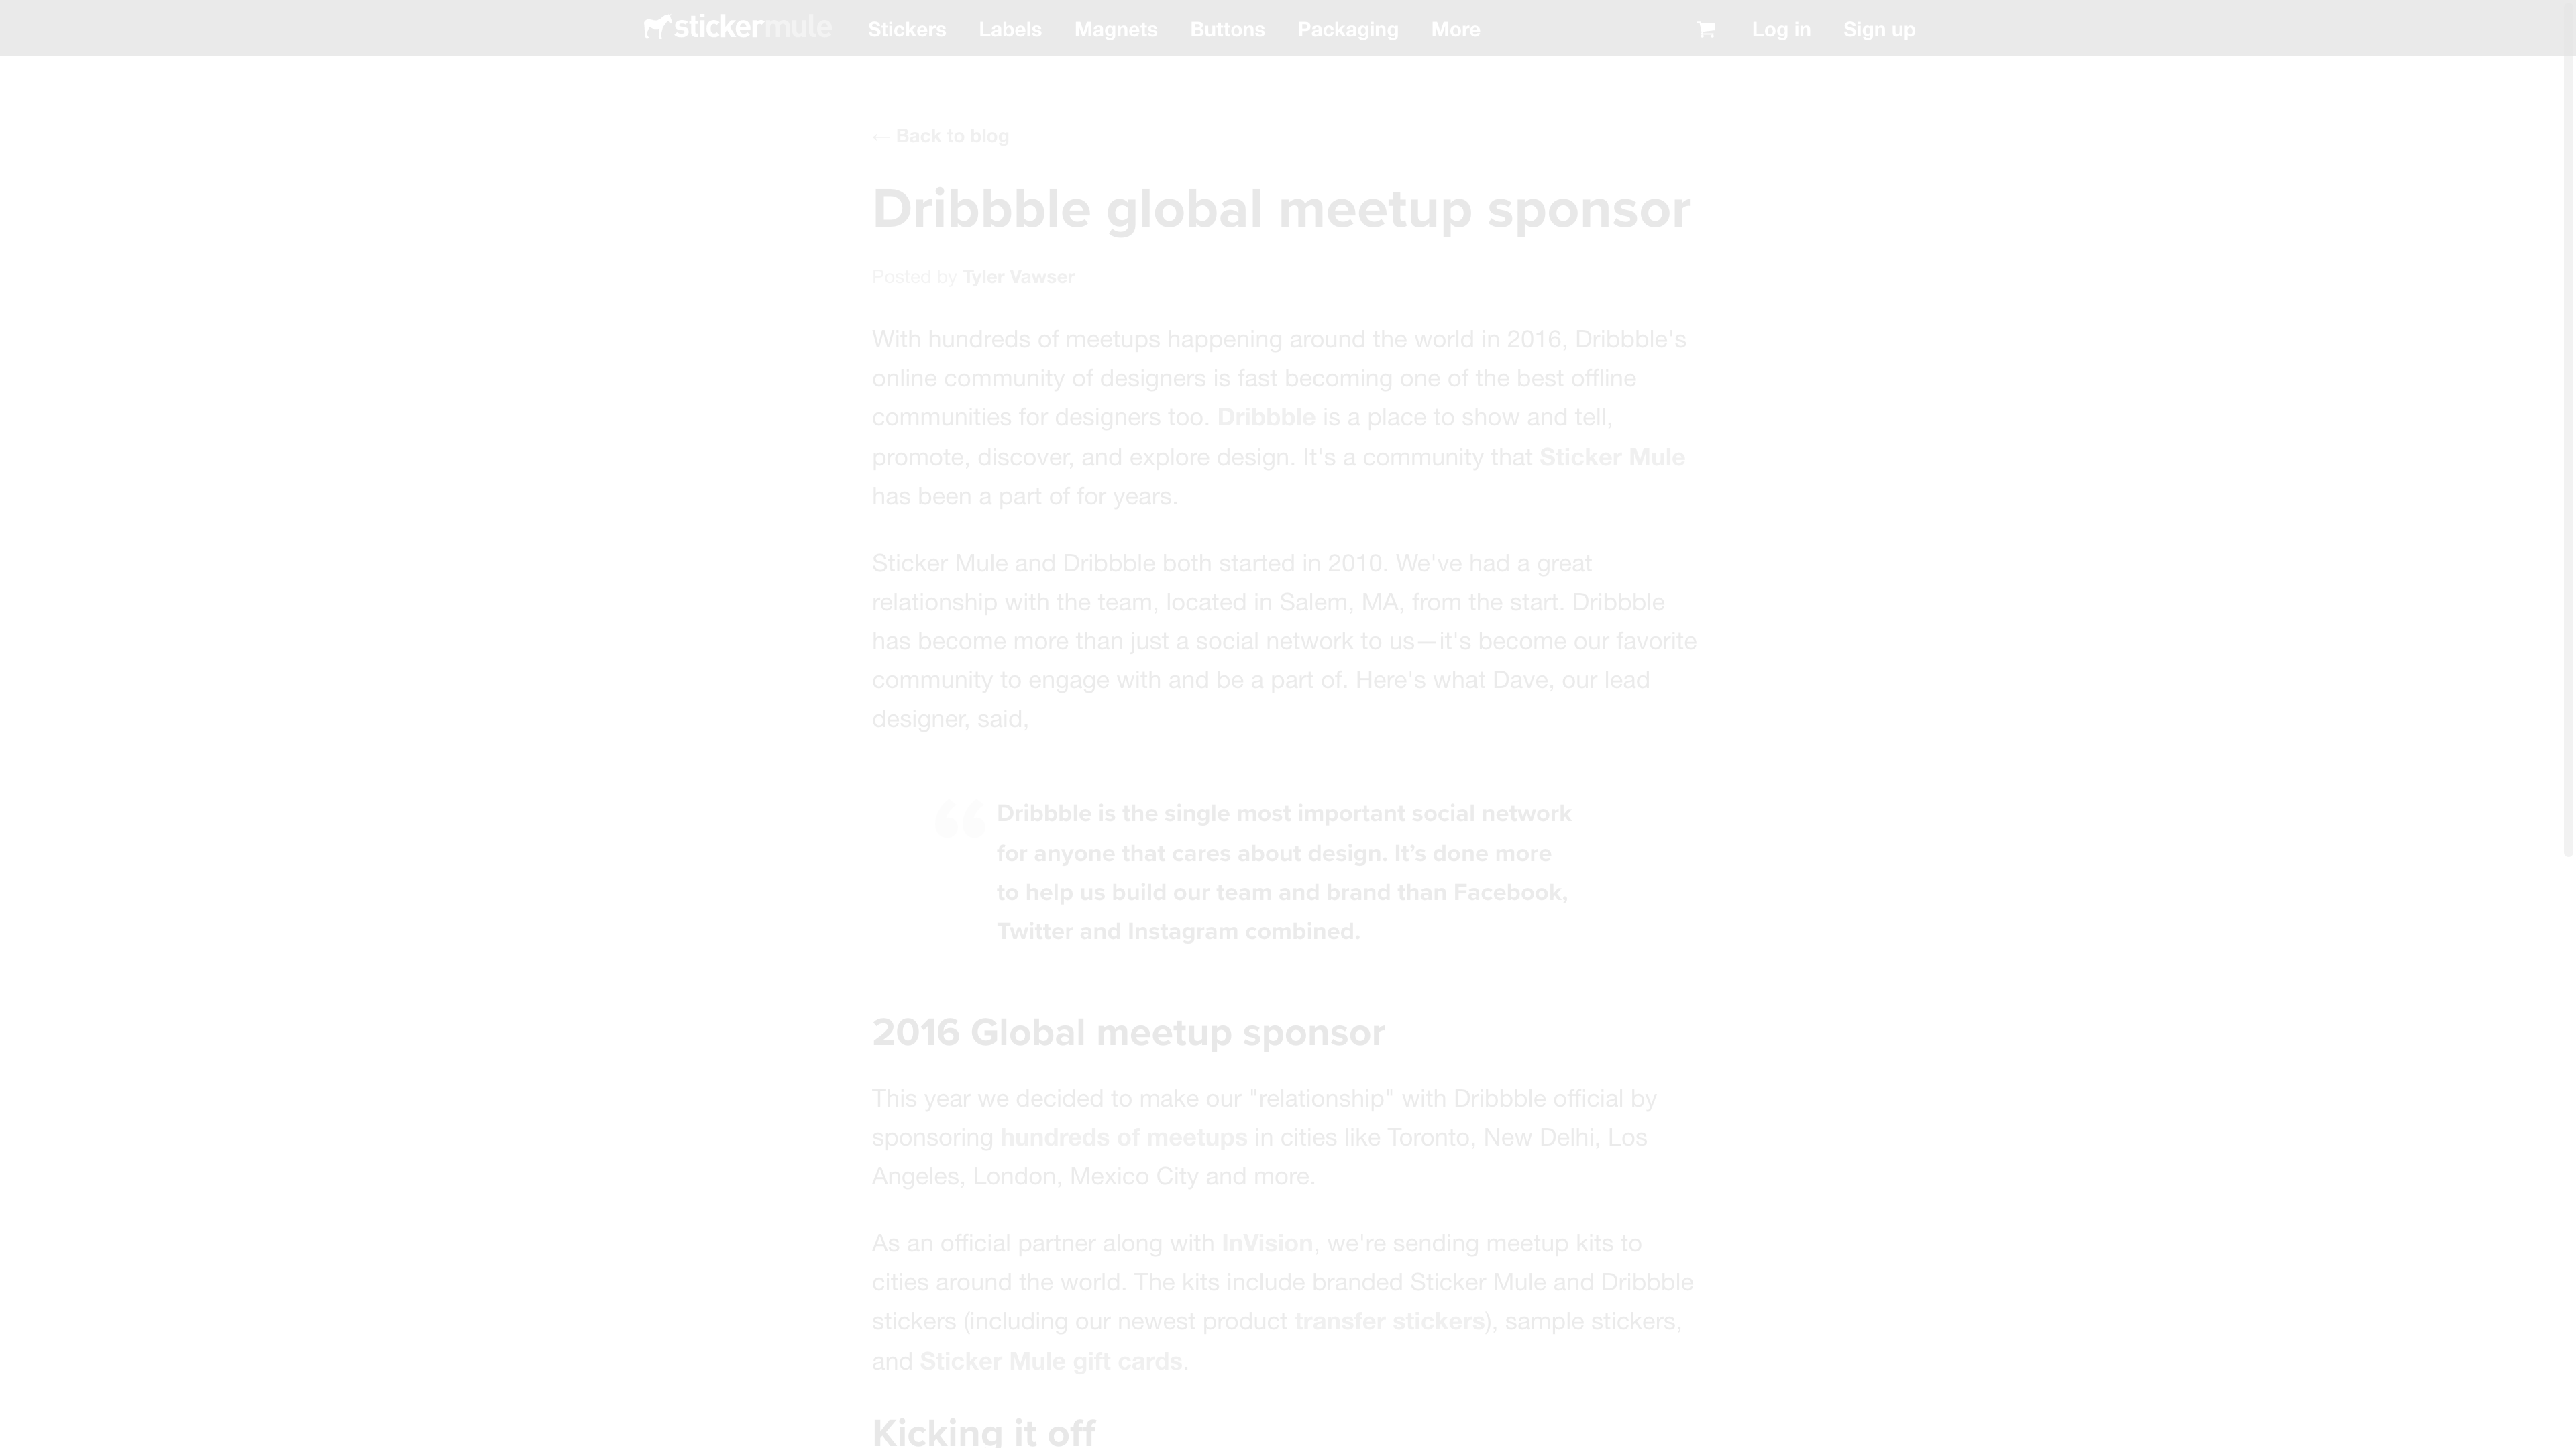 stickermule Stickers Labels Magnets Buttons Packaging More Log in Sign up
← Back to blog
Dribbble global meetup sponsor
Posted by Tyler Vawser
With hundreds of meetups happening around the world in 2016, Dribbble's
online community of designers is fast becoming one of the best offline
communities for designers too. Dribbble is a place to show and tell,
promote, discover, and explore design. It's a community that Sticker Mule
has been a part of for years.
Sticker Mule and Dribbble both started in 2010. We've had a great
relationship with the team, located in Salem, MA, from the start. Dribbble
has become more than just a social network to us—it's become our favorite
community to engage with and be a part of. Here's what Dave, our lead
designer, said,
“Dribbble is the single most important social network
for anyone that cares about design. It’s done more
to help us build our team and brand than Facebook,
Twitter and Instagram combined.
2016 Global meetup sponsor
This year we decided to make our "relationship" with Dribbble official by
sponsoring hundreds of meetups in cities like Toronto, New Delhi, Los
Angeles, London, Mexico City and more.
As an official partner along with InVision, we're sending meetup kits to
cities around the world. The kits include branded Sticker Mule and Dribbble
stickers (including our newest product transfer stickers), sample stickers,
and Sticker Mule gift cards.
Kicking it off